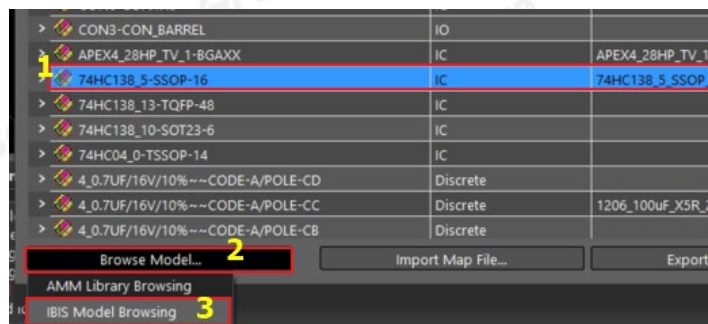 CON3-CON_BARREL IO
APEX4_28HP_TV_1-BGAXX IC APEX4_28HP_TV_1
1
74HC138_5-SSOP-16 IC 74HC138_5_SSOP_
74HC138_13-TQFP-48 IC
74HC138_10-SOT23-6 IC
74HC04_0-TSSOP-14 IC
4_0.7UF/16V/10%~~CODE-A/POLE-CD Discrete
4_0.7UF/16V/10%~~CODE-A/POLE-CC Discrete 1206_100uF_X5R_
4_0.7UF/16V/10%~~CODE-A/POLE-CB Discrete
Browse Model... 2 Import Map File... Export
AMM Library Browsing
IBIS Model Browsing 3